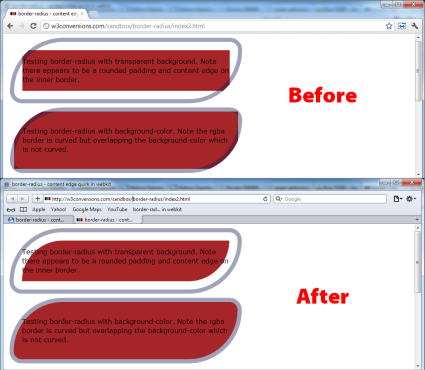 border-radius - content edg
w3conversions.com/sandbox/border-radius/index2.html
Testing border-radius with transparent background. Note
there appears to be a rounded padding and content edge on
the inner border.
Testing border-radius with background-color. Note the rgba
border is curved but overlapping the background-color which
is not curved.
Before
border-radius - content edge quirk in webkit
http://www.w3conversions.com/sandbox/border-radius/index2.html
Google
Apple Yahoo! Google Maps YouTube border-rad... in webkit
border-radius - cont... border-radius - cont...
Testing border-radius with transparent background. Note
there appears to be a rounded padding and content edge on
the inner border.
Testing border-radius with background-color. Note the rgba
border is curved but overlapping the background-color which
is not curved.
After